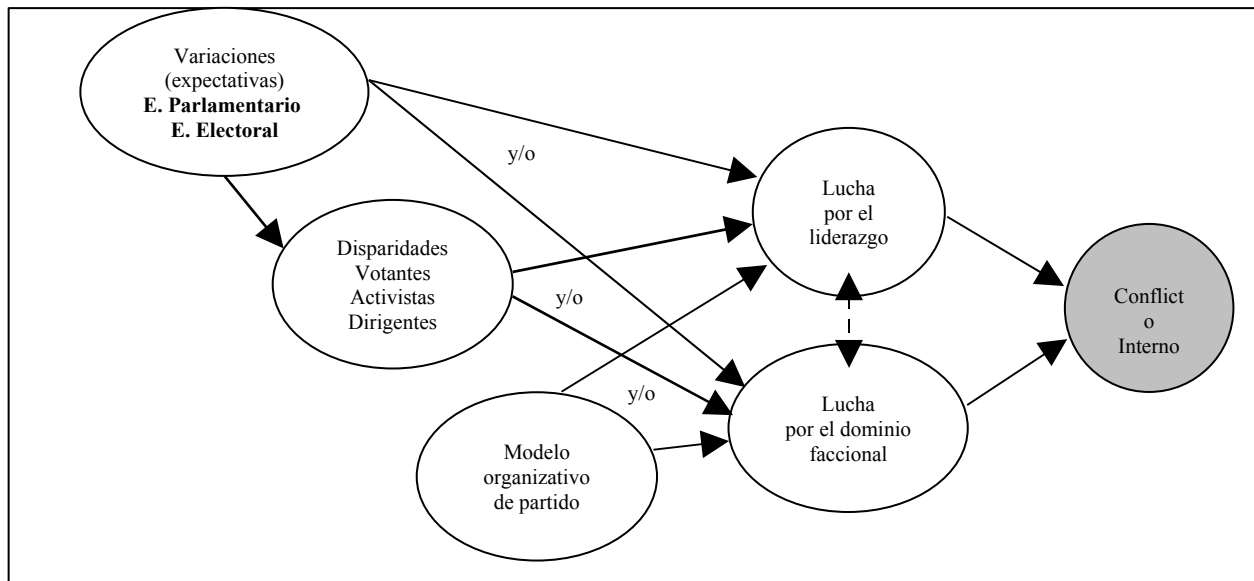 Variaciones
(expectativas)
E. Parlamentario
E. Electoral
y/o
Lucha
por el
liderazgo
Disparidades
Votantes
Activistas
Dirigentes
y/o
Conflict
o
Interno
y/o
Lucha
por el dominio
faccional
Modelo
organizativo
de partido